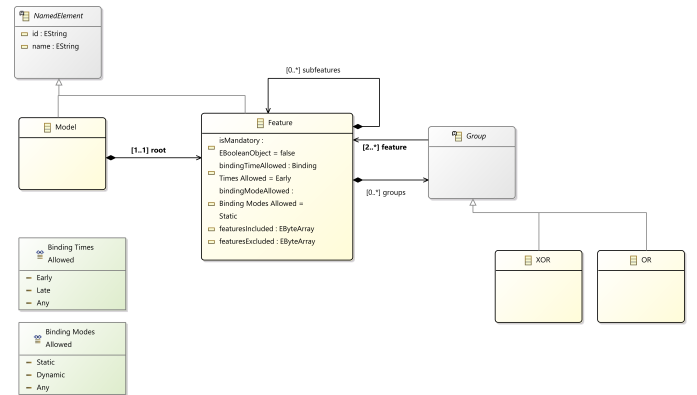 NamedElement
id : EString
name : EString
[0..*] subfeatures
Model
Feature
[1..1] root
isMandatory :
EBooleanObject = false
bindingTimeAllowed : Binding
Times Allowed = Early
bindingModeAllowed :
Binding Modes Allowed =
Static
featuresIncluded : EByteArray
featuresExcluded : EByteArray
[2..*] feature
[0..*] groups
Group
XOR
OR
Binding Times
Allowed
Early
Late
Any
Binding Modes
Allowed
Static
Dynamic
Any